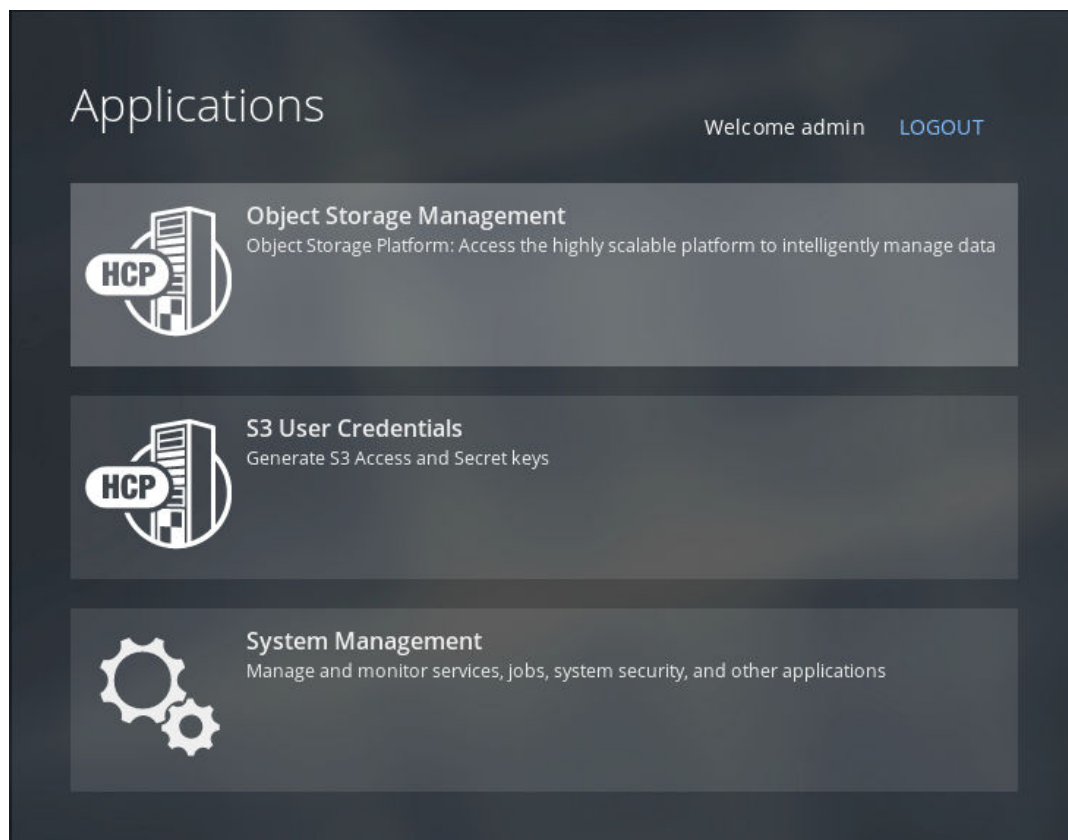 Applications
Welcome admin LOGOUT
HCP
Object Storage Management
Object Storage Platform: Access the highly scalable platform to intelligently manage data
HCP
S3 User Credentials
Generate S3 Access and Secret keys
System Management
Manage and monitor services, jobs, system security, and other applications